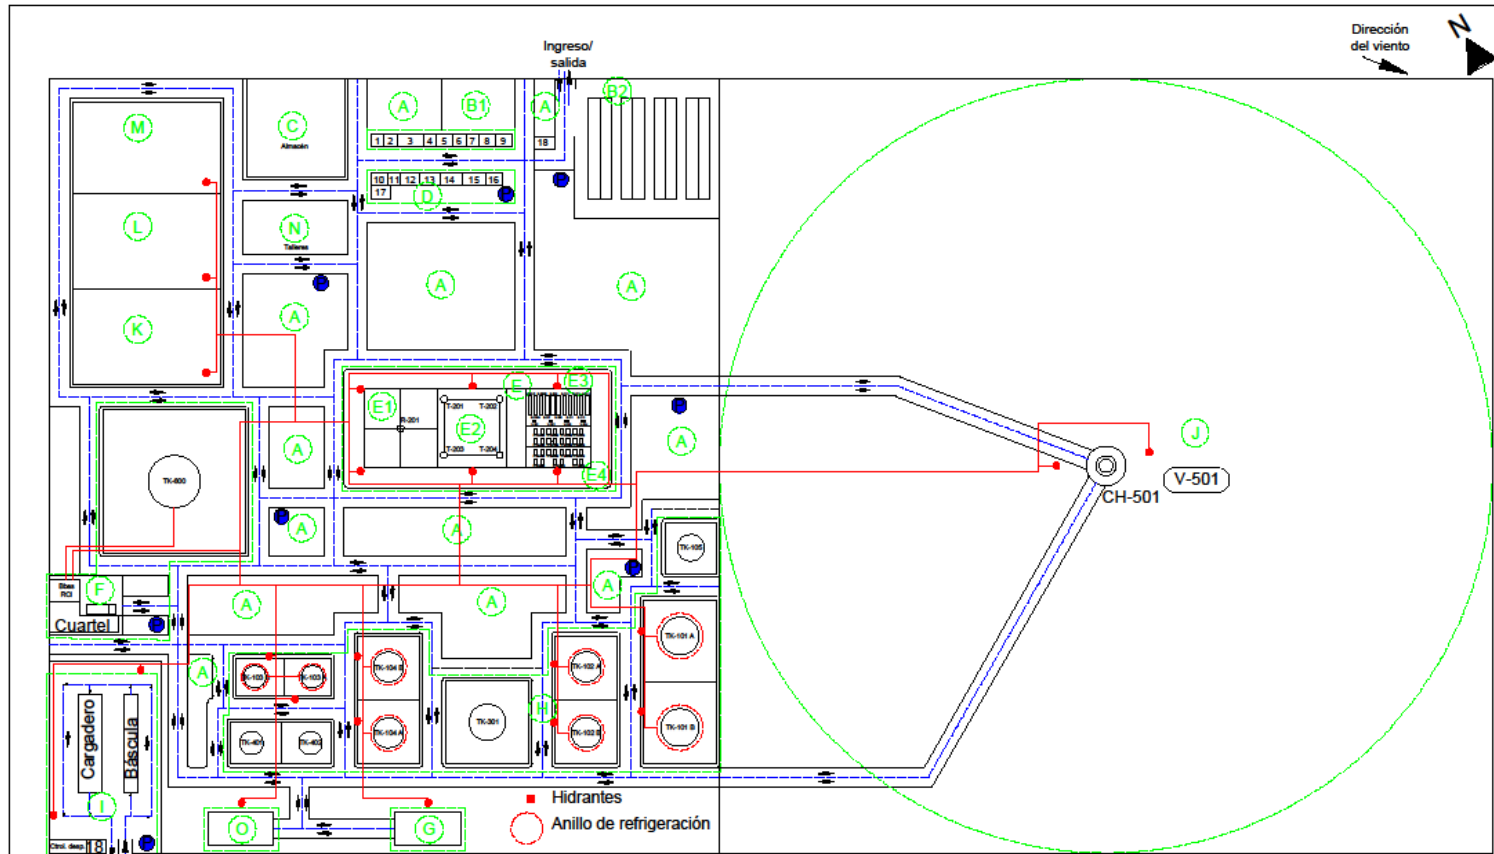 Dirección
del viento
N
Ingreso/
salida
M
C
Almacén
A
B1
A
B2
1 2 3 4 5 6 7 8 9
18
10 11 12 13 14 15 16
17
D
P
P
L
N
Talleres
A
A
P
K
A
E
E3
E1
R-201
T-201
T-202
E2
T-203
T-204
E4
P
A
A
J
V-501
CH-501
TK-600
P
A
A
TK-105
P
A
Bbas
RCI
F
Cuartel
P
A
A
TK-101 A
A
TK-103
TK-103
TK-104 B
TK-102 A
H
TK-301
TK-401
TK-402
TK-104 A
TK-102 B
TK-101 B
Cargadero
Báscula
I
P
Ctrol. desp.
18
O
G
Hidrantes
Anillo de refrigeración